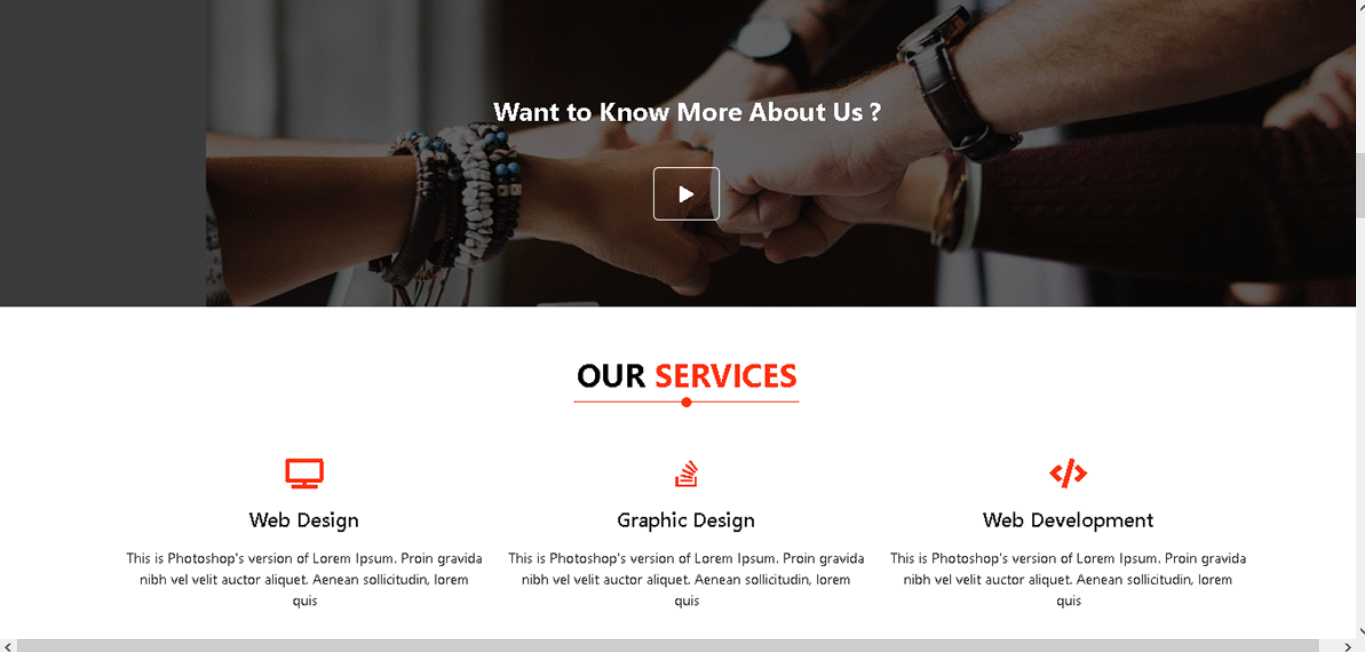 Want to Know More About Us ?
OUR SERVICES
Web Design
This is Photoshop's version of Lorem Ipsum. Proin gravida
nibh vel velit auctor aliquet. Aenean sollicitudin, lorem
quis
Graphic Design
This is Photoshop's version of Lorem Ipsum. Proin gravida
nibh vel velit auctor aliquet. Aenean sollicitudin, lorem
quis
Web Development
This is Photoshop's version of Lorem Ipsum. Proin gravida
nibh vel velit auctor aliquet. Aenean sollicitudin, lorem
quis